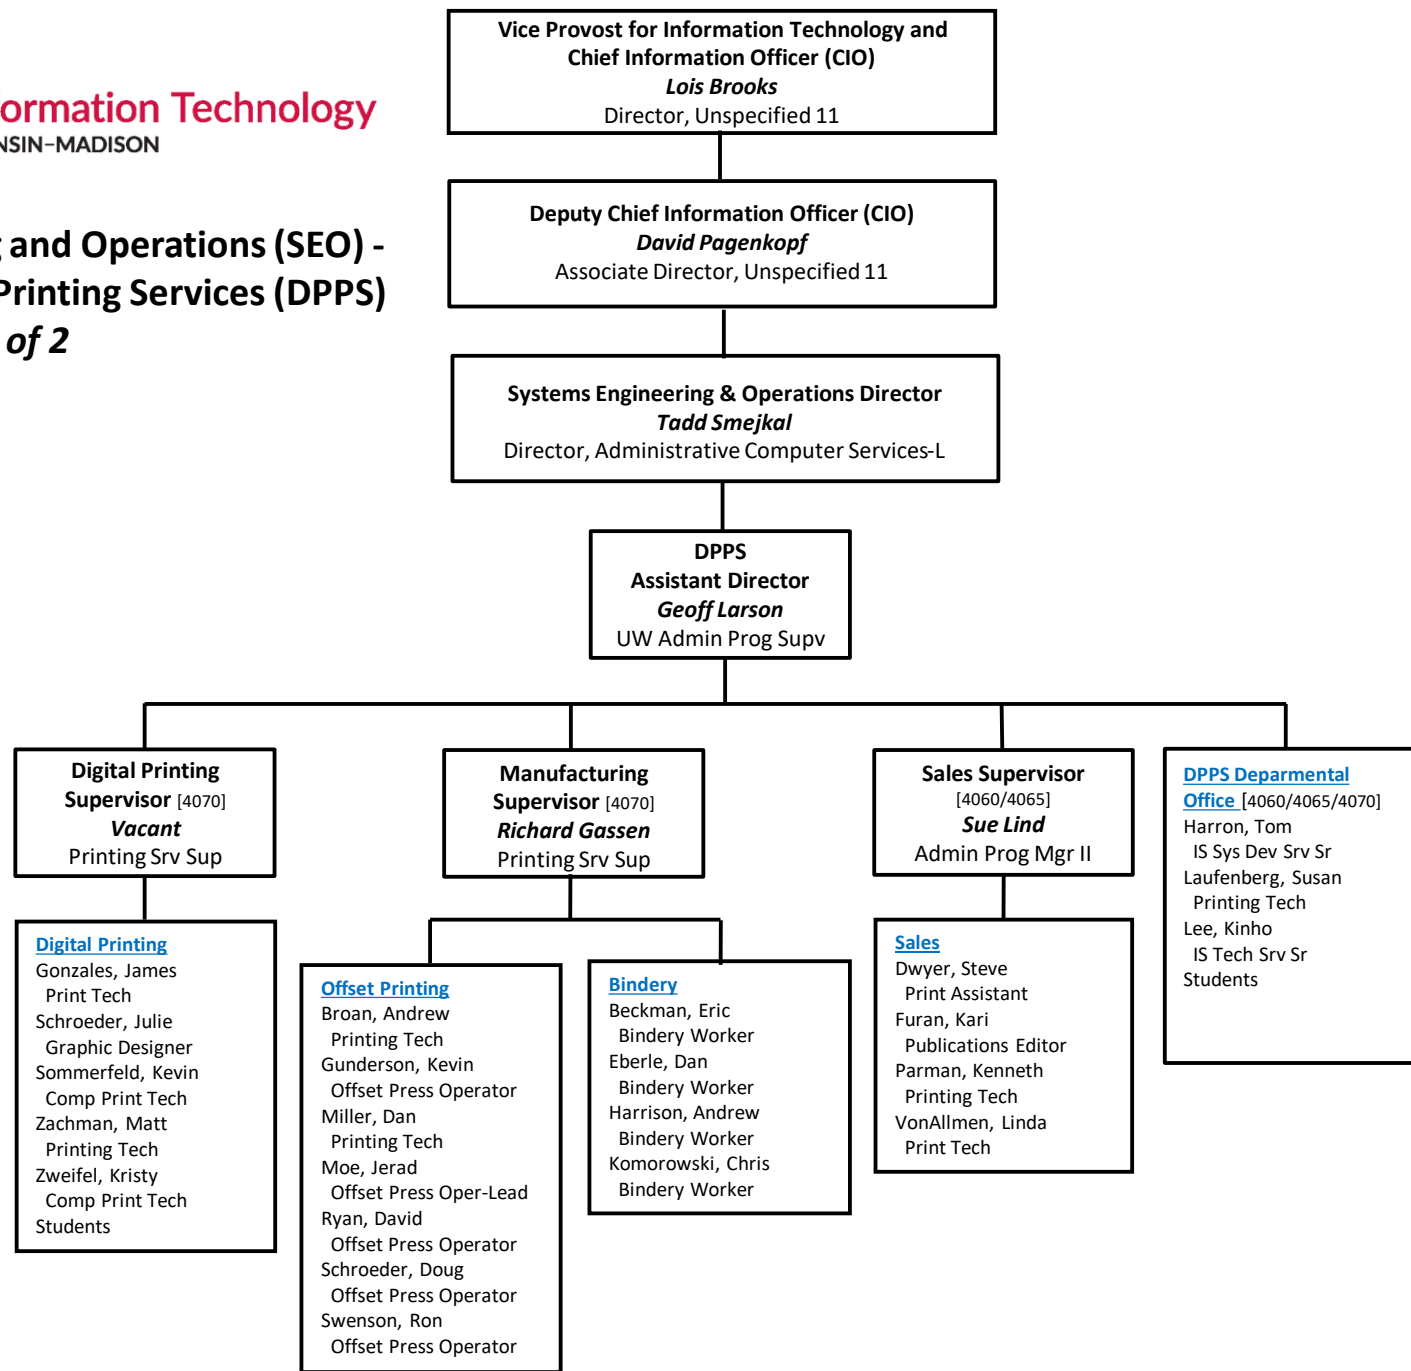 Vice Provost for Information Technology and
Chief Information Officer (CIO)
Lois Brooks
Director, Unspecified 11
formation Technology
NSIN–MADISON
Deputy Chief Information Officer (CIO)
David Pagenkopf
Associate Director, Unspecified 11
g and Operations (SEO) -
Printing Services (DPPS)
of 2
Systems Engineering & Operations Director
Tadd Smejkal
Director, Administrative Computer Services-L
DPPS
Assistant Director
Geoff Larson
UW Admin Prog Supv
Digital Printing
Supervisor [4070]
Vacant
Printing Srv Sup
Manufacturing
Supervisor [4070]
Richard Gassen
Printing Srv Sup
Sales Supervisor
[4060/4065]
Sue Lind
Admin Prog Mgr II
DPPS Deparmental
Office [4060/4065/4070]
Harron, Tom
IS Sys Dev Srv Sr
Laufenberg, Susan
Printing Tech
Lee, Kinho
IS Tech Srv Sr
Students
Digital Printing
Gonzales, James
Print Tech
Schroeder, Julie
Graphic Designer
Sommerfeld, Kevin
Comp Print Tech
Zachman, Matt
Printing Tech
Zweifel, Kristy
Comp Print Tech
Students
Offset Printing
Broan, Andrew
Printing Tech
Gunderson, Kevin
Offset Press Operator
Miller, Dan
Printing Tech
Moe, Jerad
Offset Press Oper-Lead
Ryan, David
Offset Press Operator
Schroeder, Doug
Offset Press Operator
Swenson, Ron
Offset Press Operator
Bindery
Beckman, Eric
Bindery Worker
Eberle, Dan
Bindery Worker
Harrison, Andrew
Bindery Worker
Komorowski, Chris
Bindery Worker
Sales
Dwyer, Steve
Print Assistant
Furan, Kari
Publications Editor
Parman, Kenneth
Printing Tech
VonAllmen, Linda
Print Tech